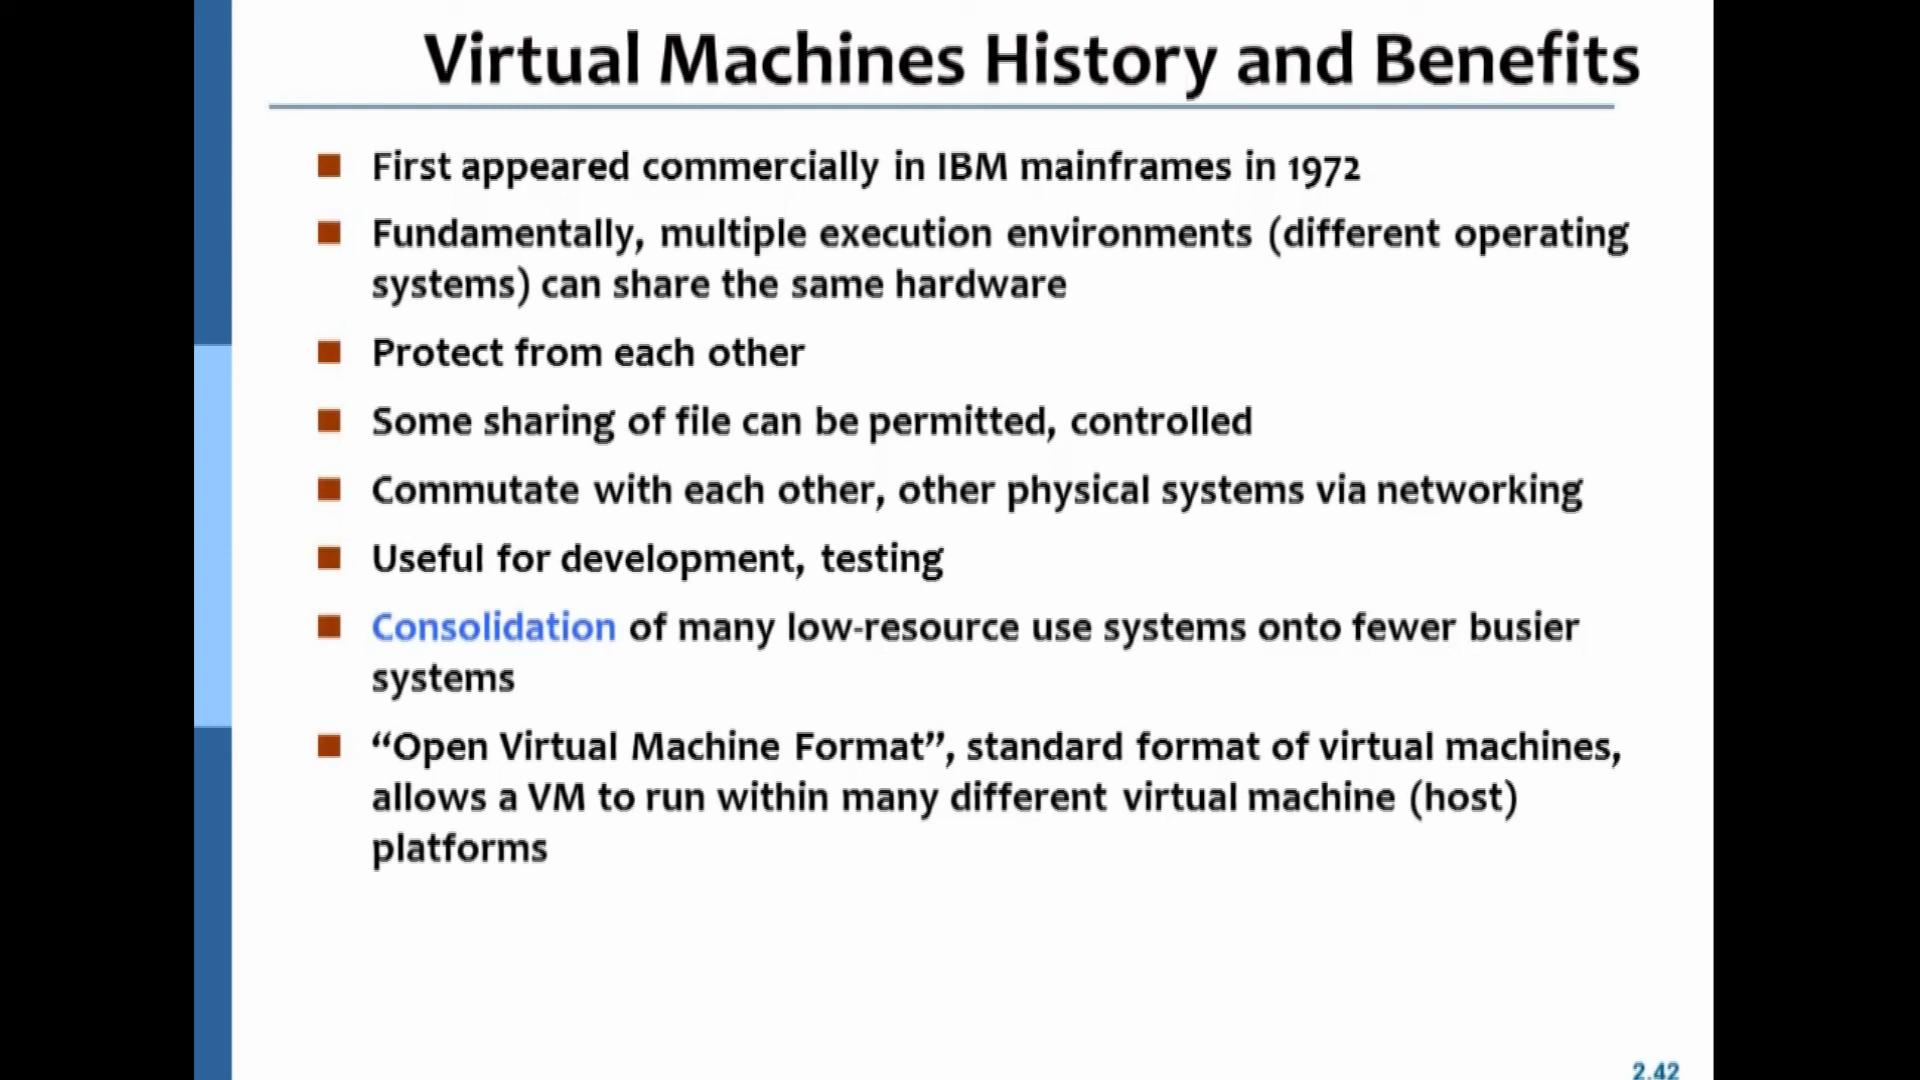 Virtual Machines History and Benefits
First appeared commercially in IBM mainframes in 1972
Fundamentally, multiple execution environments (different operating
systems) can share the same hardware
Protect from each other
Some sharing of file can be permitted, controlled
Commutate with each other, other physical systems via networking
Useful for development, testing
Consolidation of many low-resource use systems onto fewer busier
systems
“Open Virtual Machine Format”, standard format of virtual machines,
allows a VM to run within many different virtual machine (host)
platforms
2.42